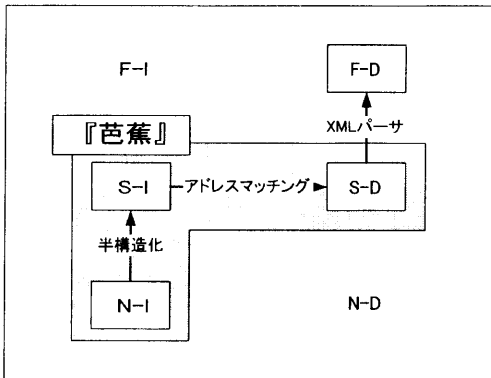 F-I
F-D
XMLパーサ
『芭蕉』
S-I
アドレスマッチング
S-D
半構造化
N-I
N-D